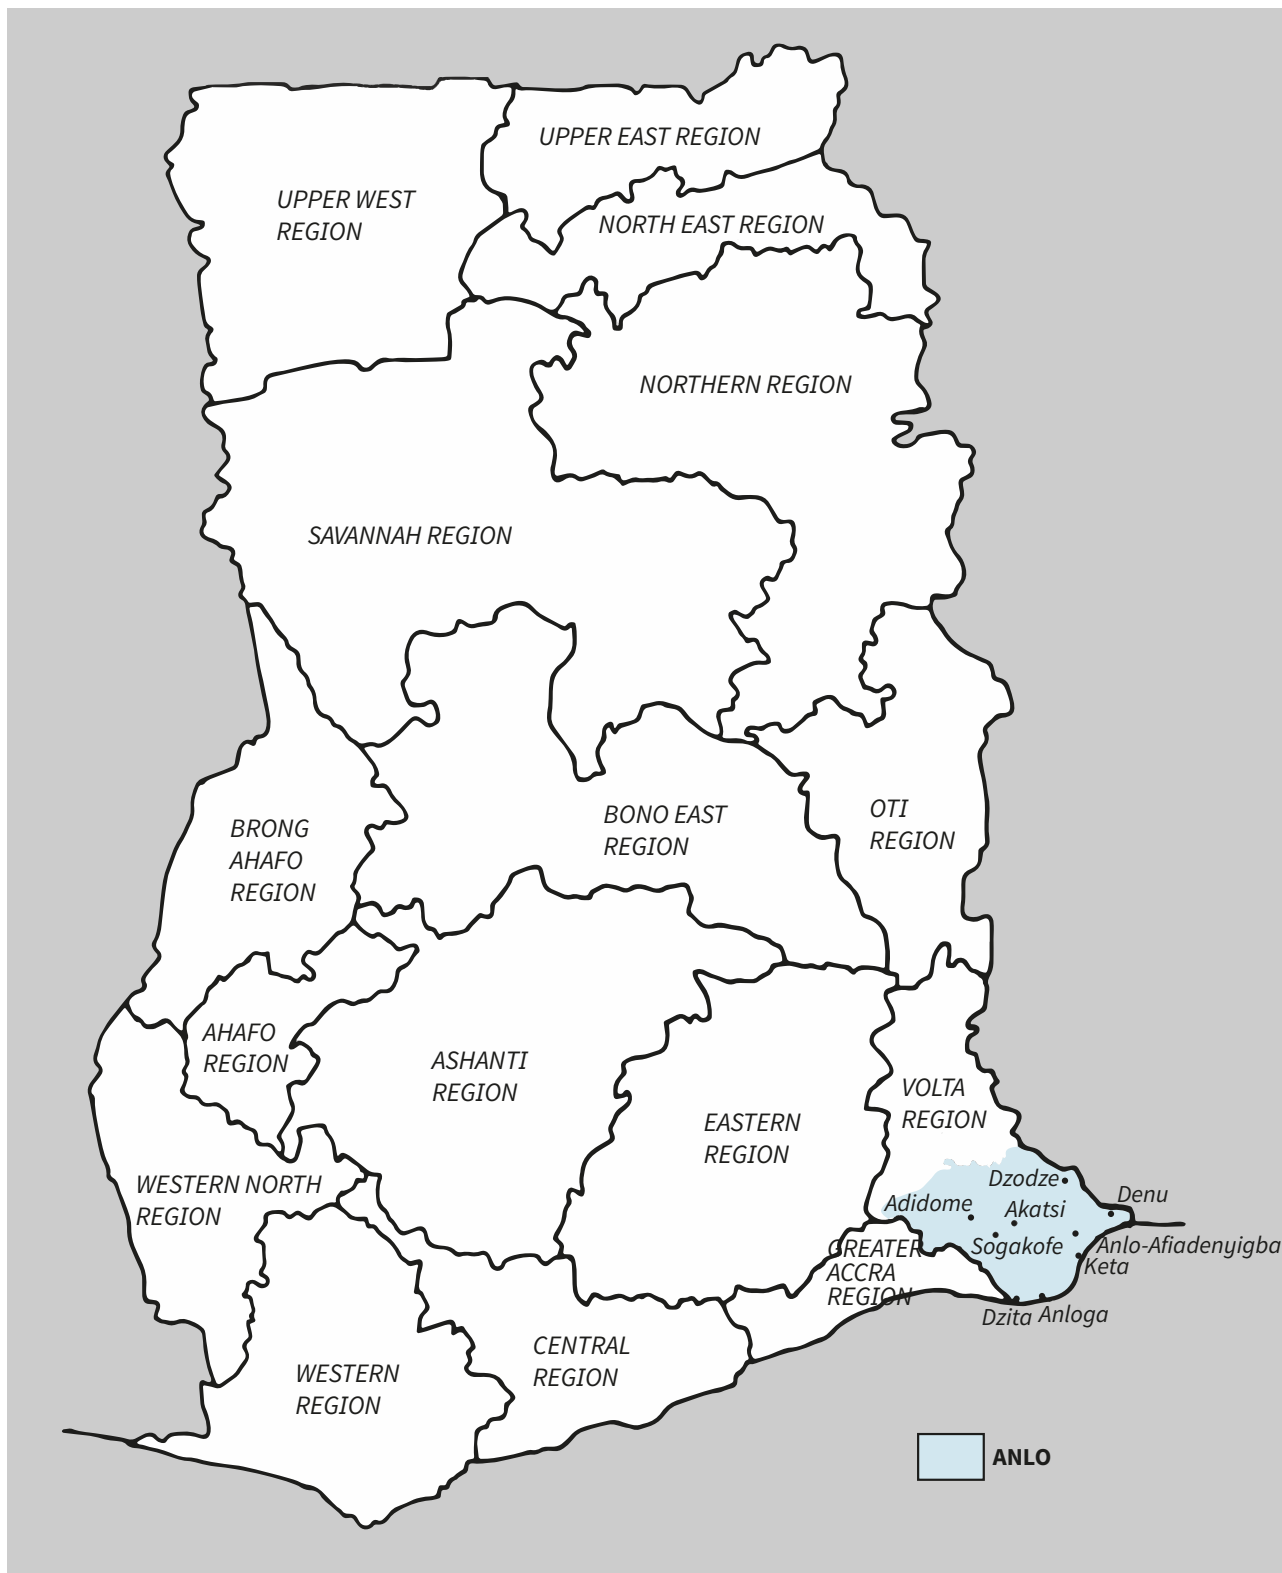 UPPER EAST REGION
UPPER WEST
REGION
NORTH EAST REGION
NORTHERN REGION
SAVANNAH REGION
BRONG
AHAFO
REGION
BONO EAST
REGION
OTI
REGION
AHAFO
REGION
ASHANTI
REGION
VOLTA
REGION
EASTERN
REGION
WESTERN NORTH
REGION
Dzodze
Adidome
Akatsi
Denu
Sogakofe
Anlo-Afiadenyigba
Keta
GREATER
ACCRA
REGION
Dzita
Anloga
CENTRAL
REGION
WESTERN
REGION
ANLO